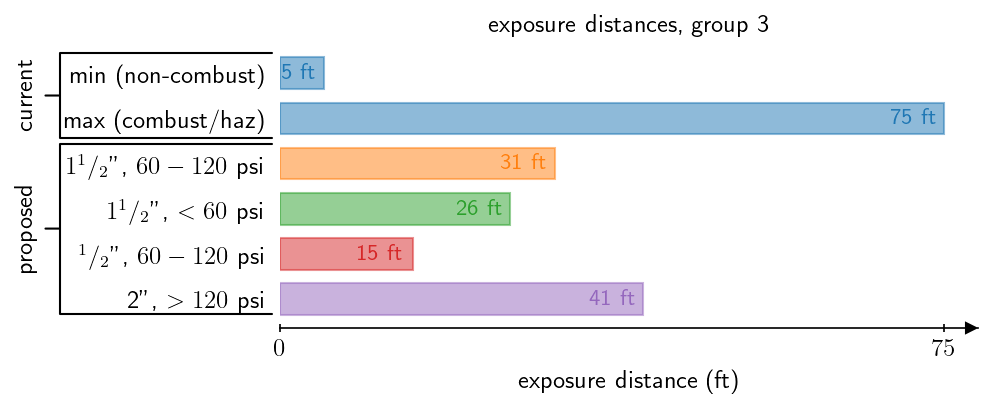 exposure distances, group 3
current
min (non-combust) 5 ft
max (combust/haz) 75 ft
proposed
1¹/₂", 60 − 120 psi 31 ft
1¹/₂", < 60 psi 26 ft
¹/₂", 60 − 120 psi 15 ft
2", > 120 psi 41 ft
0 75
exposure distance (ft)